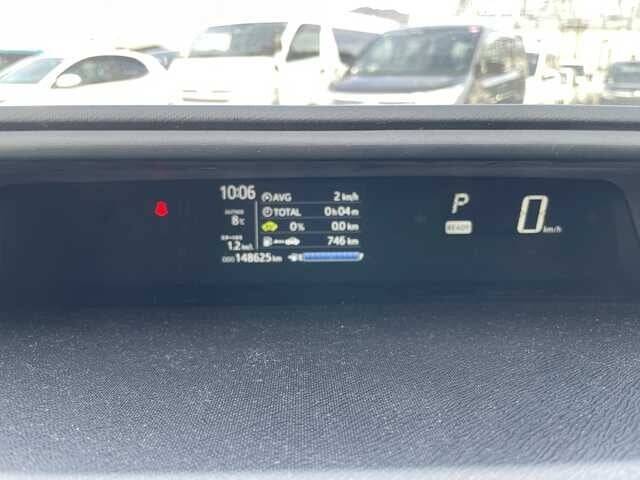 10:06
AVG 2 km/h
TOTAL 0h04m
8℃
0% 0.0 km
746 km
1.2 km/L
ODO 148625 km
P
READY
0 km/h